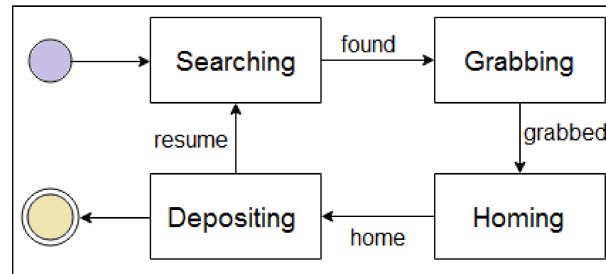 found
Searching
Grabbing
resume
grabbed
Depositing
home
Homing